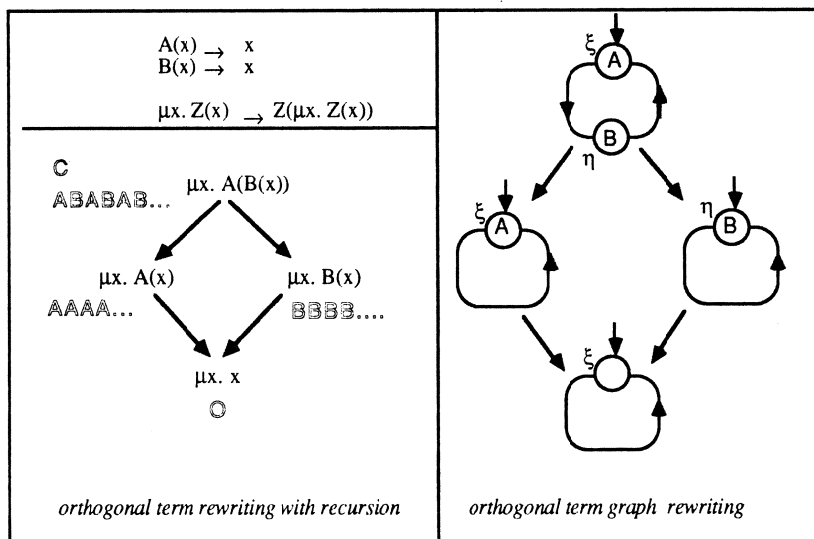 A(x) → x
B(x) → x
μx. Z(x) → Z(μx. Z(x))
C
ABABAB...
μx. A(B(x))
μx. A(x)
μx. B(x)
AAAA...
BBBB....
μx. x
O
orthogonal term rewriting with recursion
ξ
A
B
η
ξ
A
η
B
ξ
orthogonal term graph rewriting